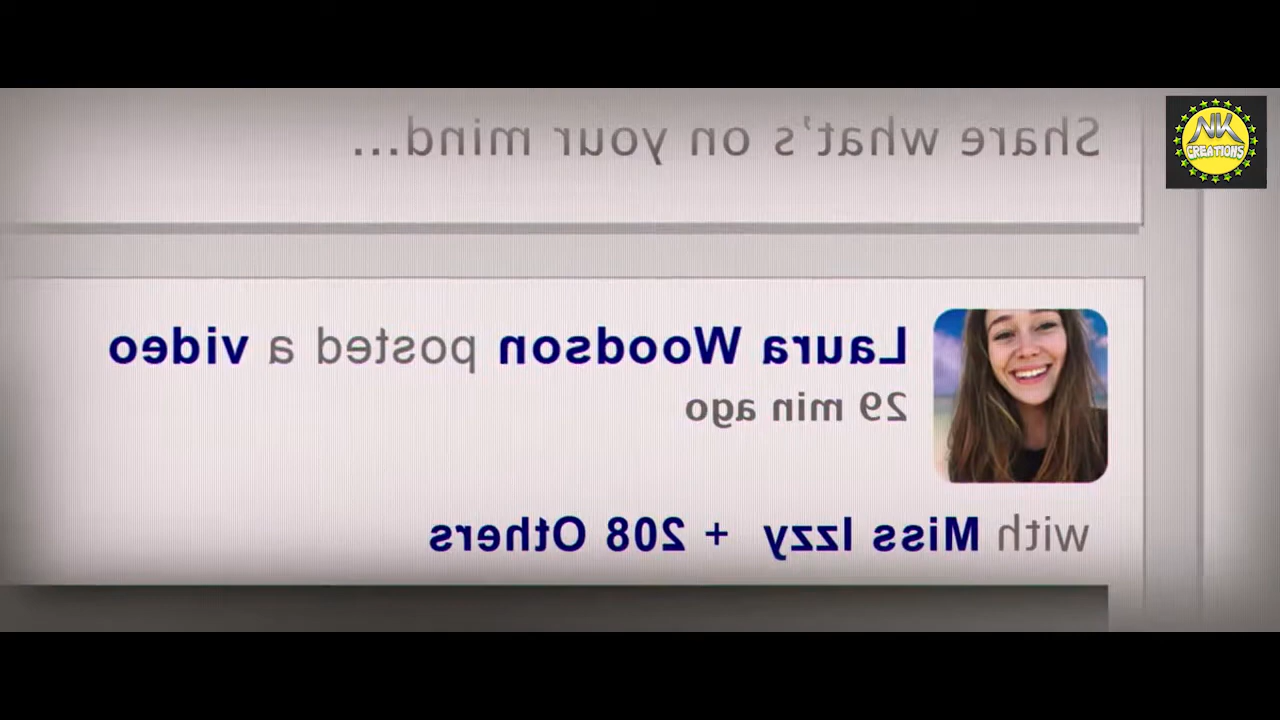 Share what's on your mind...
NK
CREATIONS
Laura Woodson posted a video
29 min ago
with Miss Izzy + 208 Others